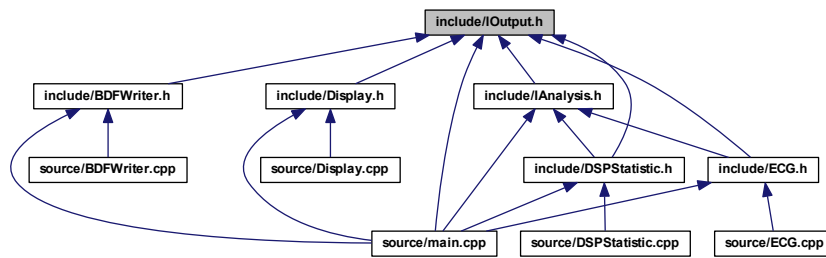 include/IOutput.h
include/BDFWriter.h
include/Display.h
include/IAnalysis.h
source/BDFWriter.cpp
source/Display.cpp
include/DSPStatistic.h
include/ECG.h
source/main.cpp
source/DSPStatistic.cpp
source/ECG.cpp